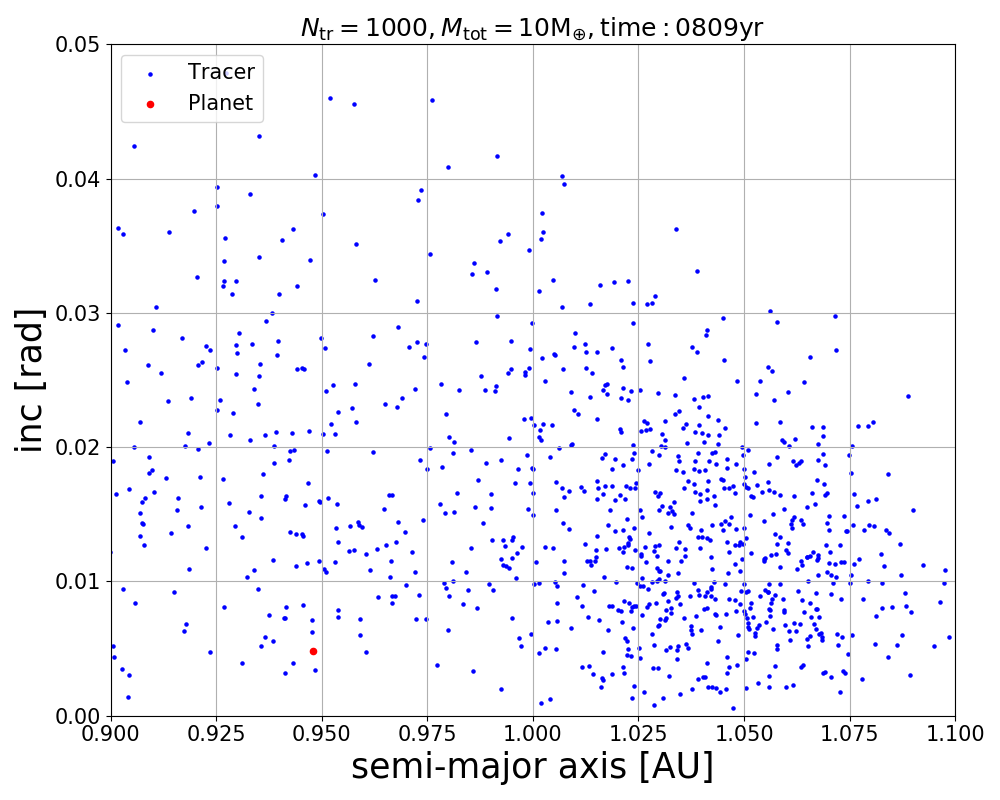 N_tr = 1000, M_tot = 10M_⊕, time : 0809yr
Tracer
Planet
0.05
0.04
0.03
0.02
0.01
0.00
inc [rad]
0.900 0.925 0.950 0.975 1.000 1.025 1.050 1.075 1.100
semi-major axis [AU]